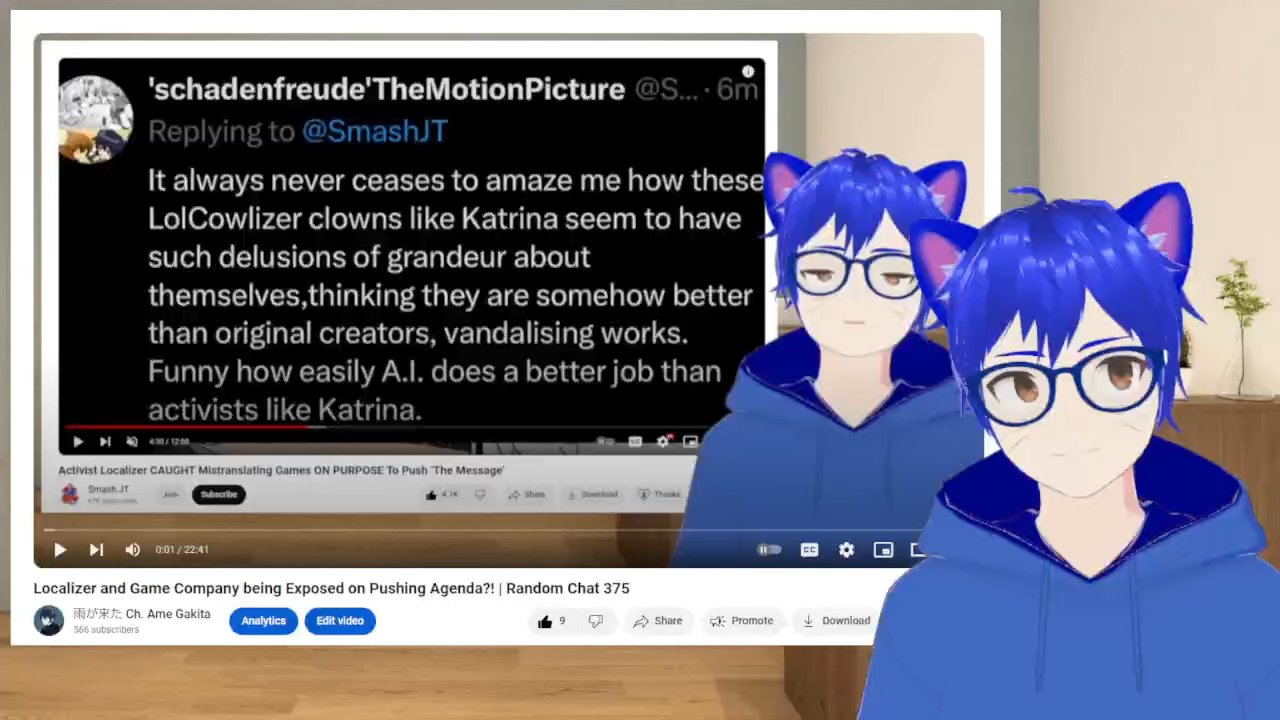 'schadenfreude'TheMotionPicture @S... · 6m
Replying to @SmashJT
It always never ceases to amaze me how these
LolCowlizer clowns like Katrina seem to have
such delusions of grandeur about
themselves,thinking they are somehow better
than original creators, vandalising works.
Funny how easily A.I. does a better job than
activists like Katrina.
Activist Localizer CAUGHT Mistranslating Games ON PURPOSE To Push 'The Message'
Smash JT
Subscribe
4.1K
Share
Download
Thanks
0:01 / 22:41
CC
Localizer and Game Company being Exposed on Pushing Agenda?! | Random Chat 375
雨が来た Ch. Ame Gakita
566 subscribers
Analytics
Edit video
9
Share
Promote
Download